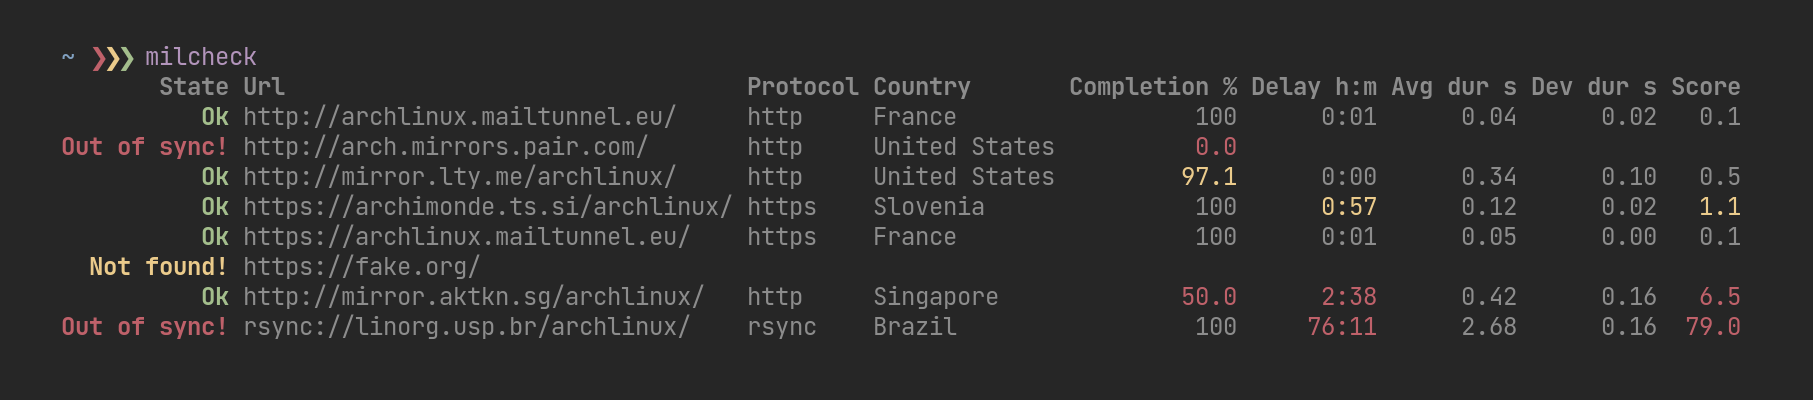 ~ ❯❯❯ milcheck
State Url Protocol Country Completion % Delay h:m Avg dur s Dev dur s Score
Ok http://archlinux.mailtunnel.eu/ http France 100 0:01 0.04 0.02 0.1
Out of sync! http://arch.mirrors.pair.com/ http United States 0.0
Ok http://mirror.lty.me/archlinux/ http United States 97.1 0:00 0.34 0.10 0.5
Ok https://archimonde.ts.si/archlinux/ https Slovenia 100 0:57 0.12 0.02 1.1
Ok https://archlinux.mailtunnel.eu/ https France 100 0:01 0.05 0.00 0.1
Not found! https://fake.org/
Ok http://mirror.aktkn.sg/archlinux/ http Singapore 50.0 2:38 0.42 0.16 6.5
Out of sync! rsync://linorg.usp.br/archlinux/ rsync Brazil 100 76:11 2.68 0.16 79.0